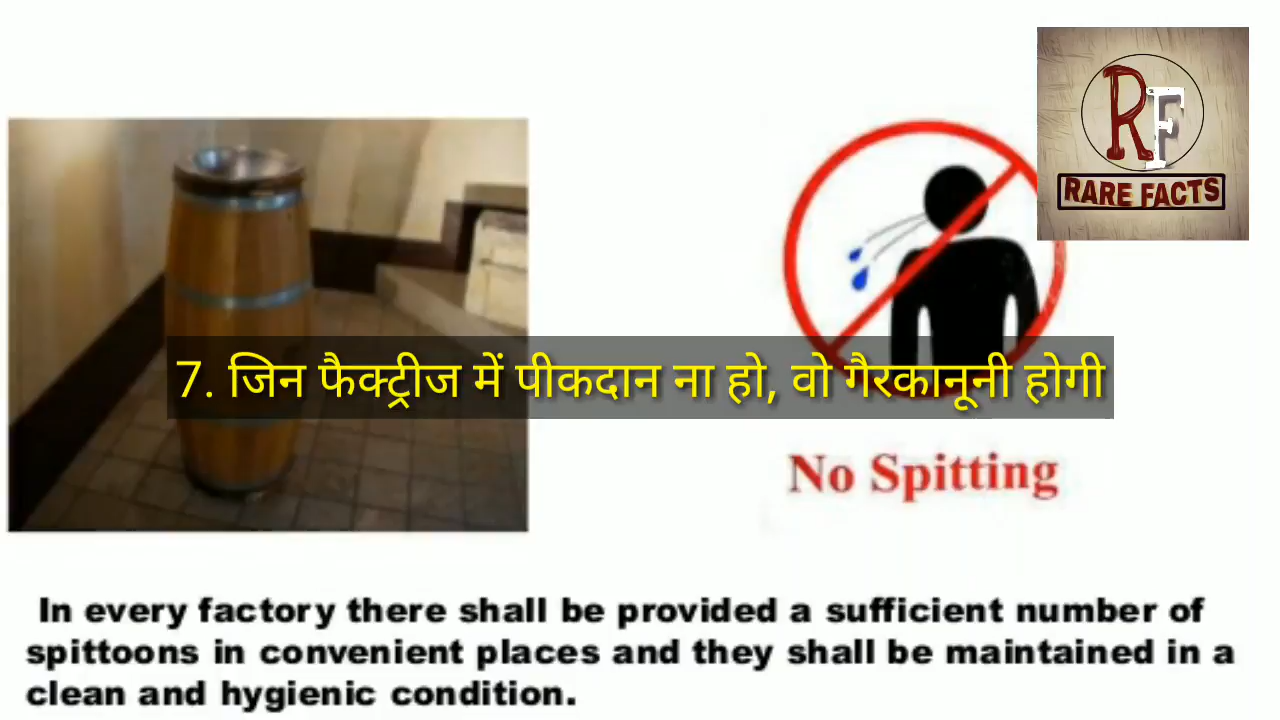 RF
RARE FACTS
7. जिन फैक्ट्रीज में पीकदान ना हो, वो गैरकानूनी होगी
No Spitting
In every factory there shall be provided a sufficient number of
spittoons in convenient places and they shall be maintained in a
clean and hygienic condition.